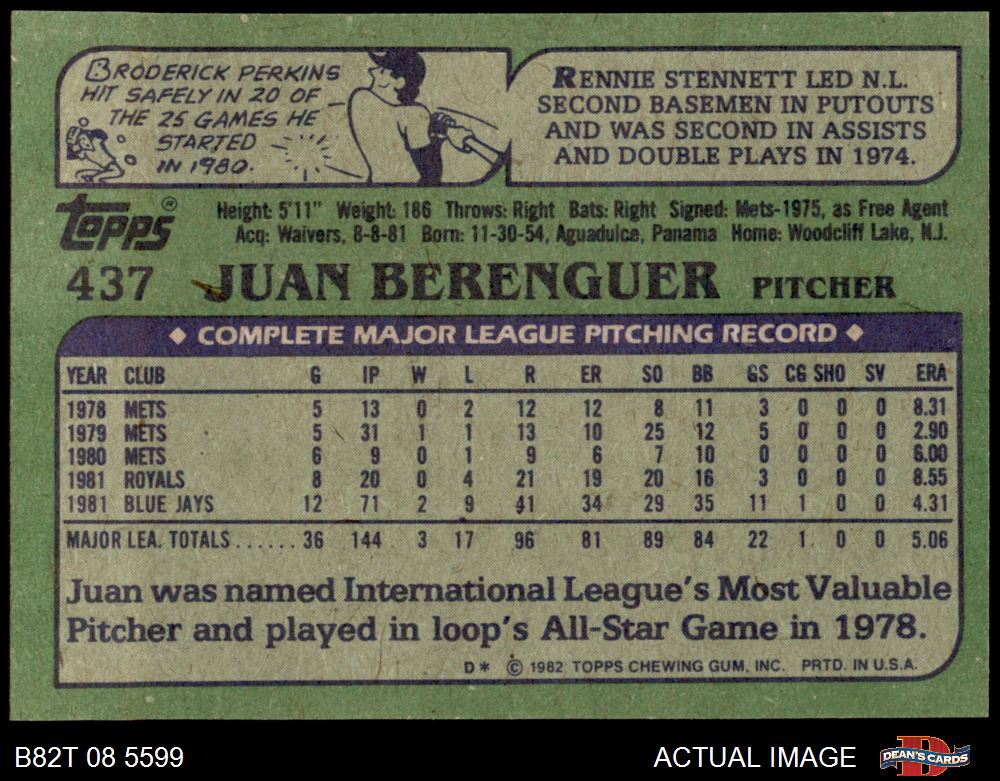 BRODERICK PERKINS
HIT SAFELY IN 20 OF
THE 25 GAMES HE
STARTED
IN 1980.
RENNIE STENNETT LED N.L.
SECOND BASEMEN IN PUTOUTS
AND WAS SECOND IN ASSISTS
AND DOUBLE PLAYS IN 1974.
TOPPS®
Height: 5'11" Weight: 186 Throws: Right Bats: Right Signed: Mets-1975, as Free Agent
Acq: Waivers, 8-8-81 Born: 11-30-54, Aguadulce, Panama Home: Woodcliff Lake, N.J.
437 JUAN BERENGUER PITCHER
◆ COMPLETE MAJOR LEAGUE PITCHING RECORD ◆
YEAR CLUB G IP W L R ER SO BB GS CG SHO SV ERA
1978 METS 5 13 0 2 12 12 8 11 3 0 0 0 8.31
1979 METS 5 31 1 1 13 10 25 12 5 0 0 0 2.90
1980 METS 6 9 0 1 9 6 7 10 0 0 0 0 6.00
1981 ROYALS 8 20 0 4 21 19 20 16 3 0 0 0 8.55
1981 BLUE JAYS 12 71 2 9 41 34 29 35 11 1 0 0 4.31
MAJOR LEA. TOTALS...... 36 144 3 17 96 81 89 84 22 1 0 0 5.06
Juan was named International League's Most Valuable
Pitcher and played in loop's All-Star Game in 1978.
D* © 1982 TOPPS CHEWING GUM, INC. PRTD. IN U.S.A.
B82T 08 5599 ACTUAL IMAGE DEAN'S CARDS